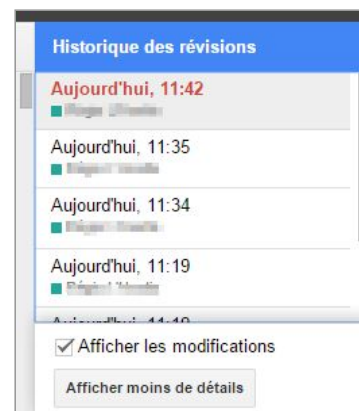 Historique des révisions
Aujourd'hui, 11:42
Aujourd'hui, 11:35
Aujourd'hui, 11:34
Aujourd'hui, 11:19
Afficher les modifications
Afficher moins de détails